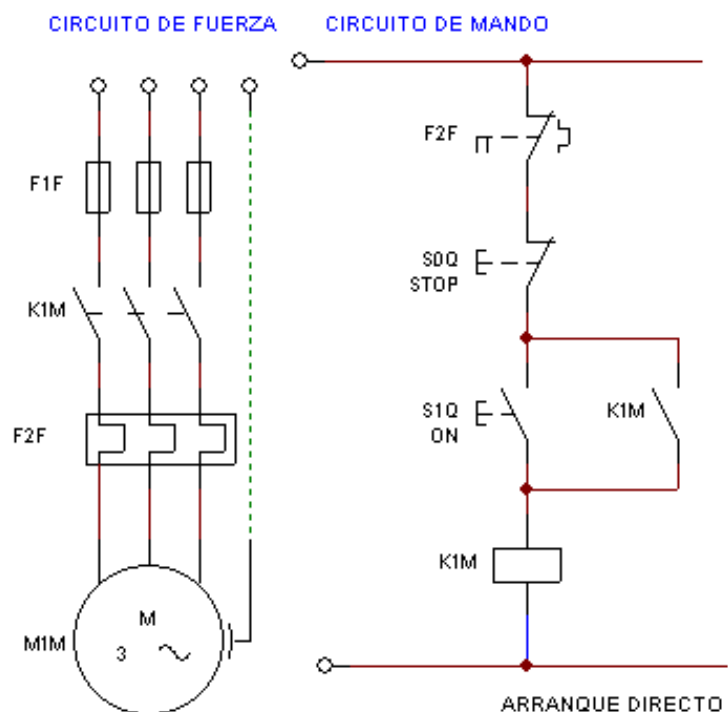 CIRCUITO DE FUERZA
CIRCUITO DE MANDO
F1F
K1M
F2F
M1M
M
3
F2F
S0Q
STOP
S1Q
ON
K1M
K1M
ARRANQUE DIRECTO